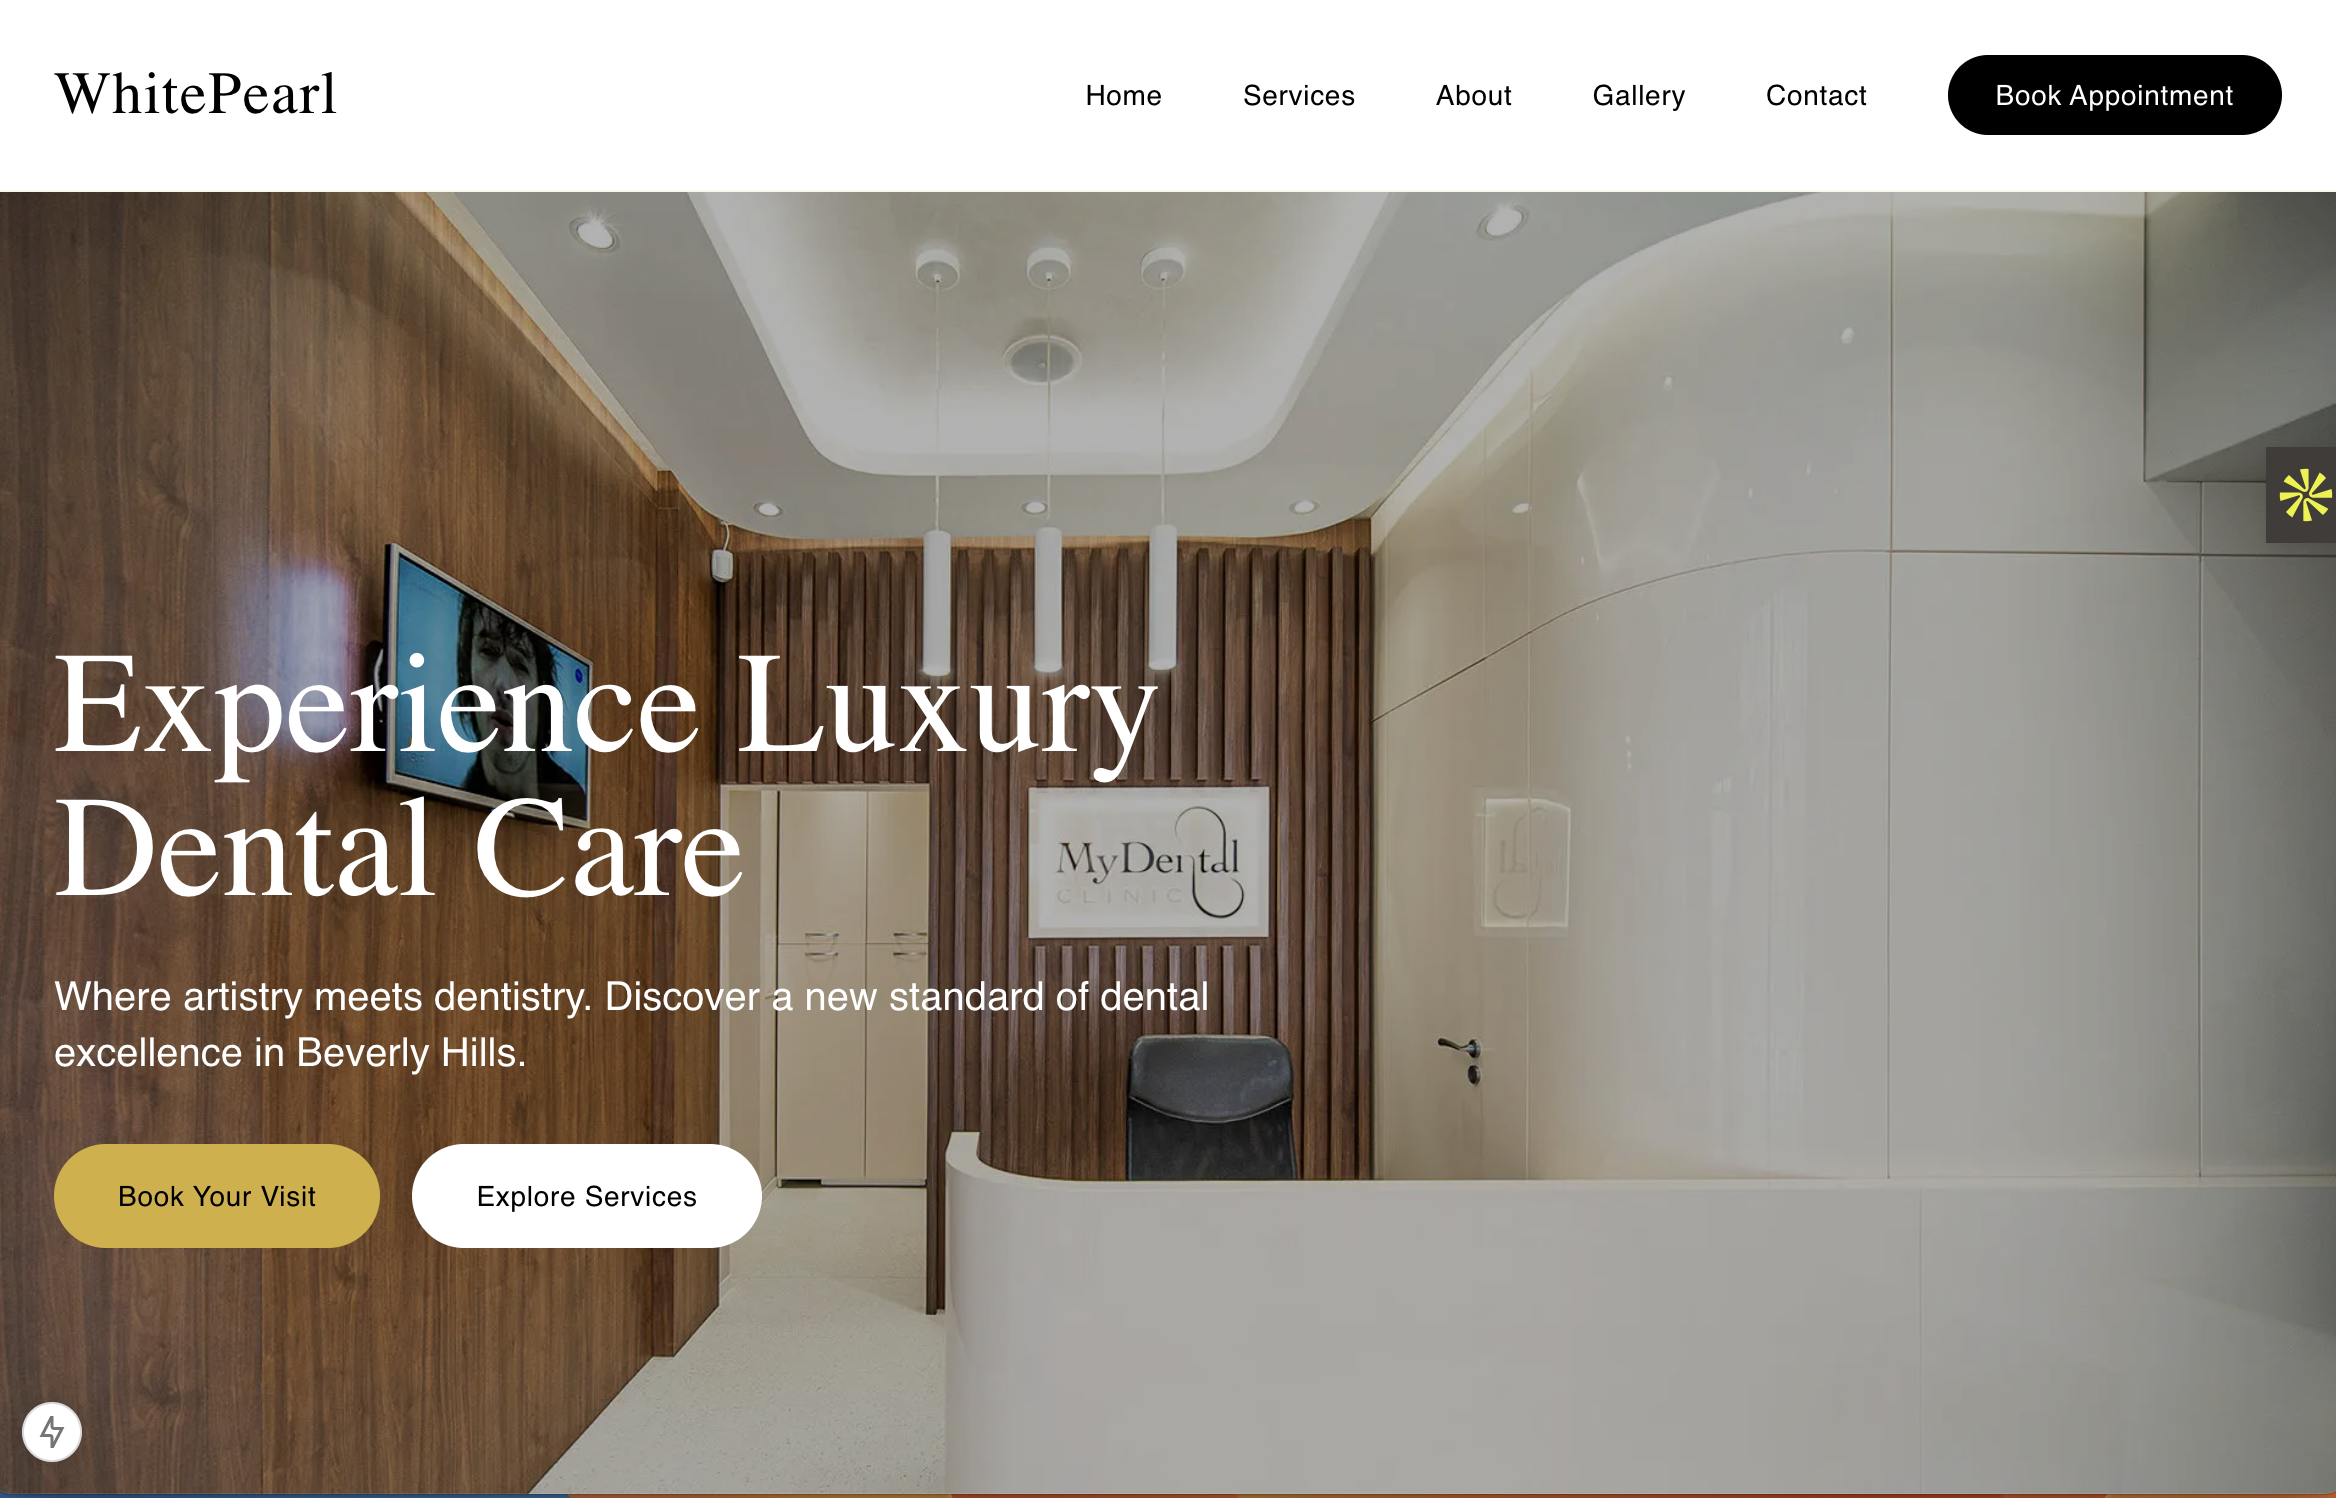 WhitePearl
Home
Services
About
Gallery
Contact
Book Appointment
Experience Luxury
Dental Care
MyDental
CLINIC
Where artistry meets dentistry. Discover a new standard of dental
excellence in Beverly Hills.
Book Your Visit
Explore Services